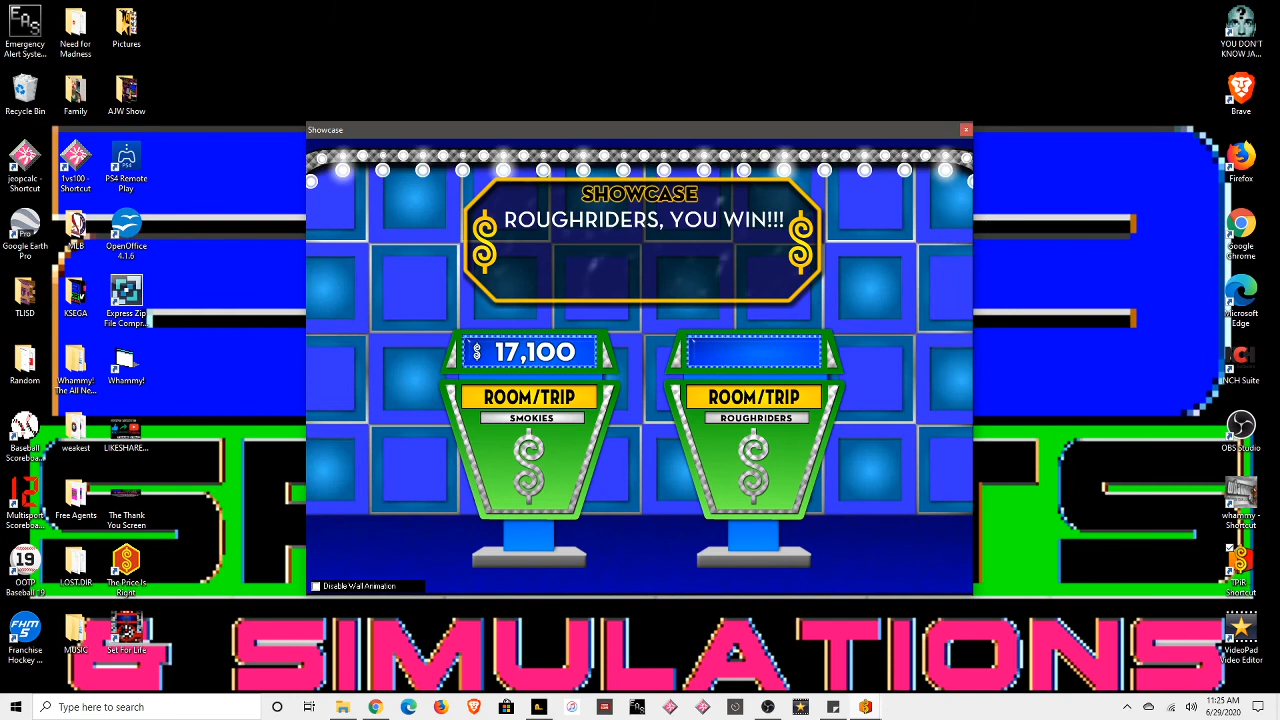 Emergency
Alert Syste...
Need for
Madness
Pictures
YOU DON'T
KNOW JA...
Recycle Bin
Family
AJW Show
Brave
popcalc -
Shortcut
1vs100 -
Shortcut
PS4 Remote
Play
Firefox
Google Earth
Pro
MLB
OpenOffice
4.1.6
Google
Chrome
TLISD
KSEGA
Express Zip
File Compr...
Microsoft
Edge
Random
Whammy!
The All Ne...
Whammy!
NCH Suite
Baseball
Scoreboa...
weakest
LIKESHARE...
OBS Studio
Multisport
Scoreboa...
Free Agents
The Thank
You Screen
whammy -
Shortcut
OOTP
Baseball 19
LOST.DIR
The Price Is
Right
TPiR -
Shortcut
Franchise
Hockey ...
MUSIC
Set For Life
VideoPad
Video Editor
Showcase
SHOWCASE
ROUGHRIDERS, YOU WIN!!!
$ 17,100
ROOM/TRIP
SMOKIES
ROOM/TRIP
ROUGHRIDERS
Disable Wall Animation
& SIMULATIONS
Type here to search
11:25 AM
6/29/2020